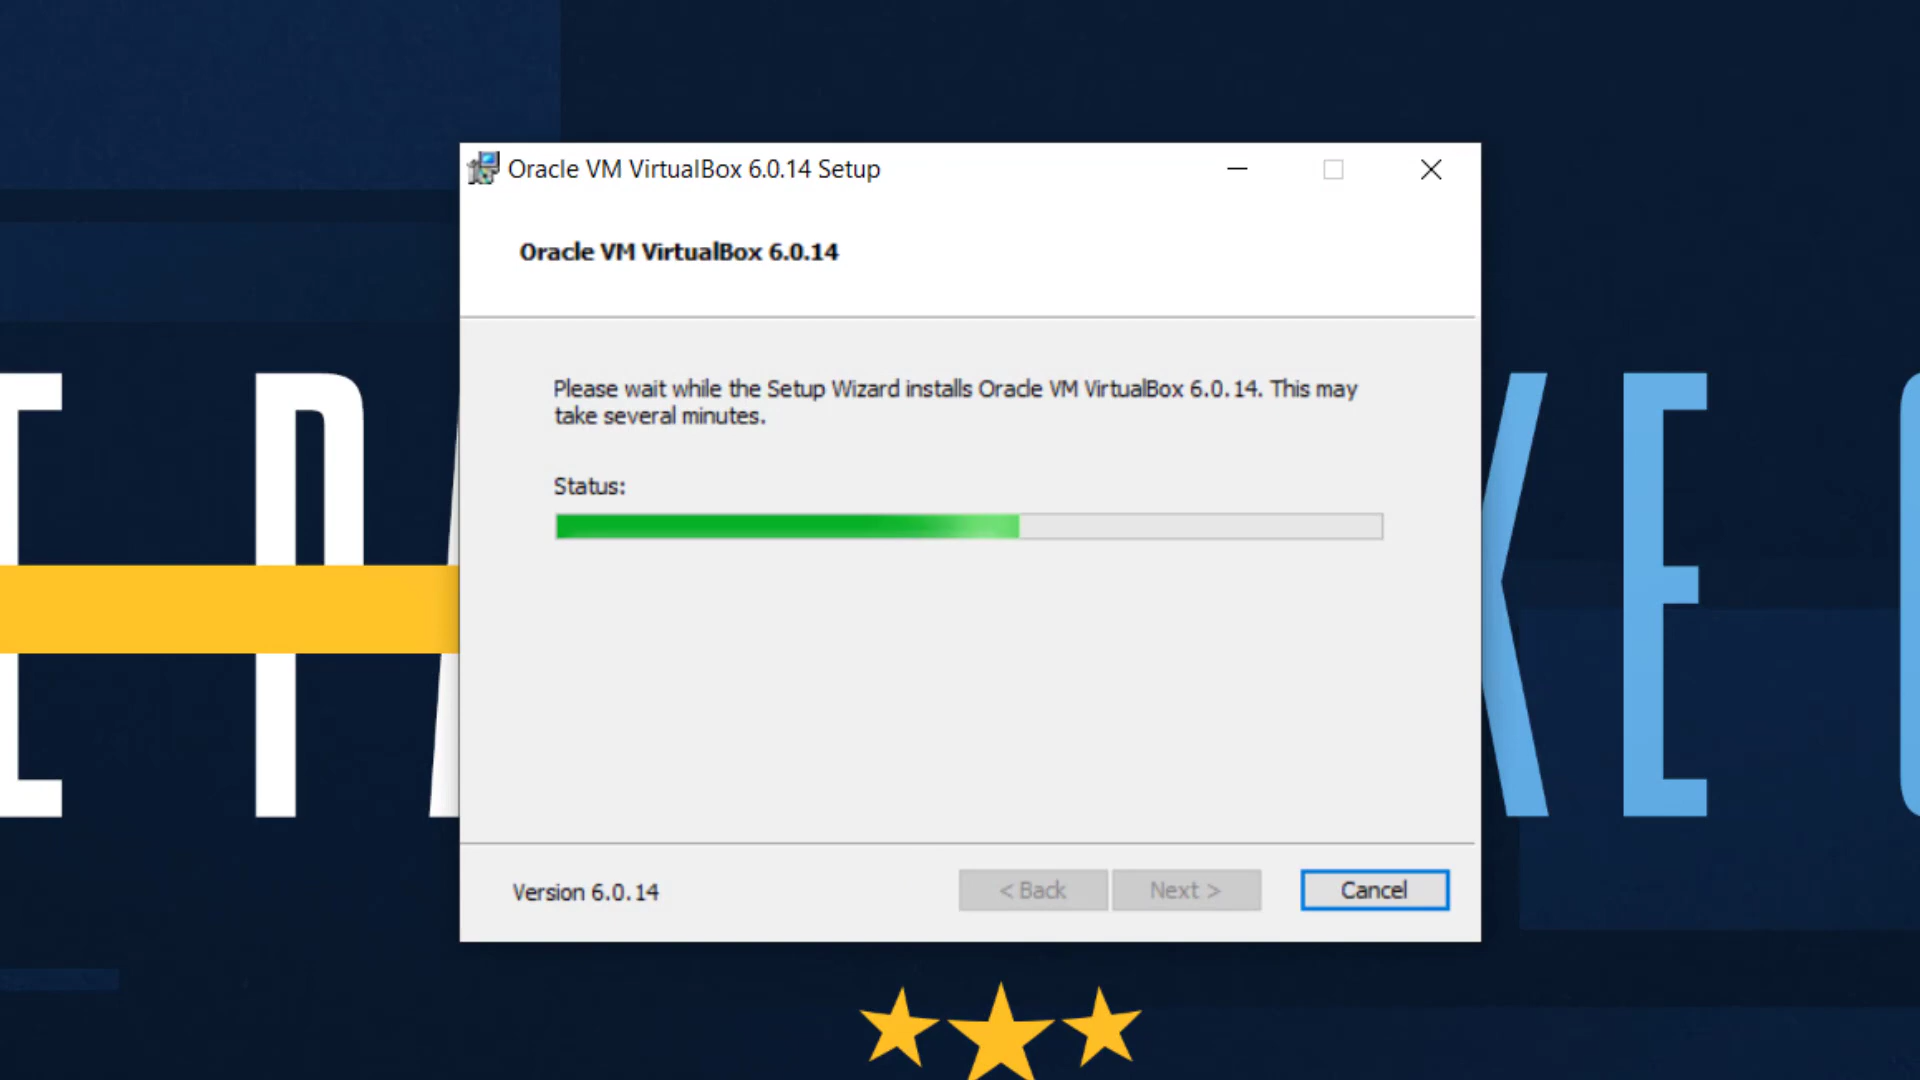 Oracle VM VirtualBox 6.0.14 Setup
Oracle VM VirtualBox 6.0.14
Please wait while the Setup Wizard installs Oracle VM VirtualBox 6.0.14. This may
take several minutes.
Status:
Version 6.0.14
< Back
Next >
Cancel